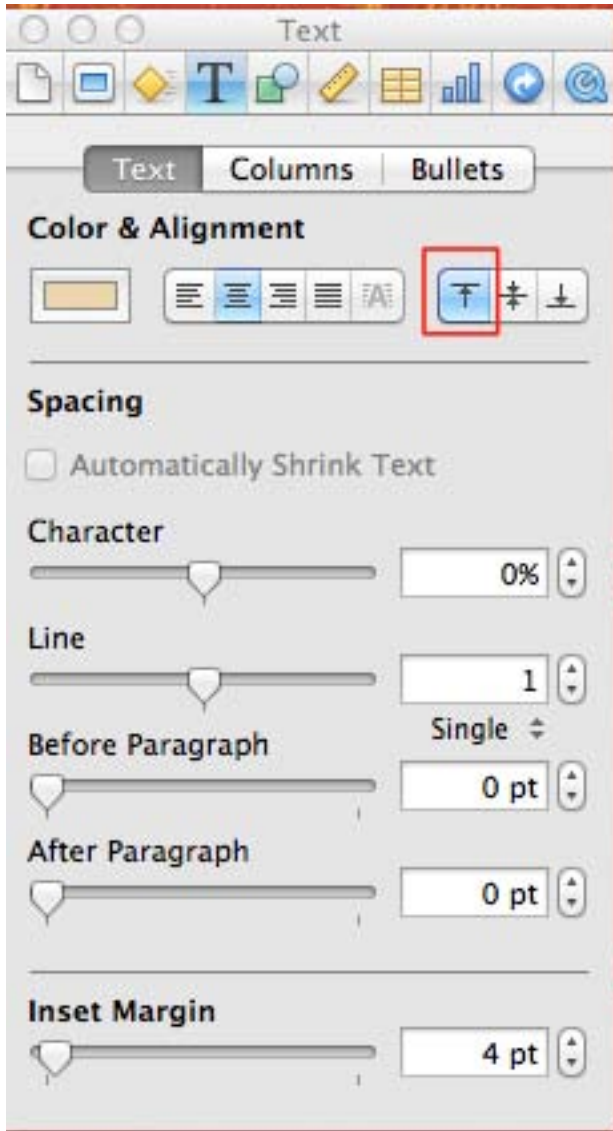 Text
T
Text Columns Bullets
Color & Alignment
A
Spacing
Automatically Shrink Text
Character
0%
Line
1
Single
Before Paragraph
0 pt
After Paragraph
0 pt
Inset Margin
4 pt